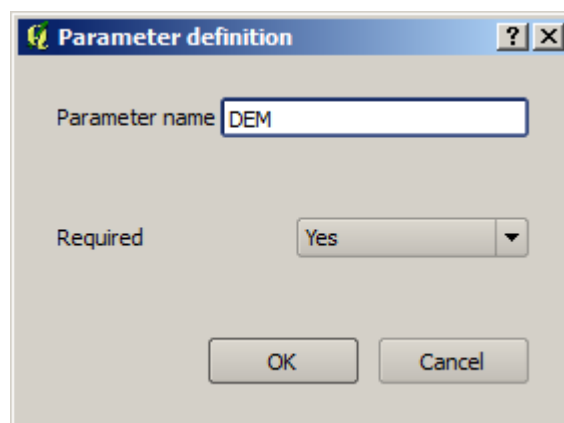 Parameter definition
Parameter name DEM
Required Yes
OK Cancel